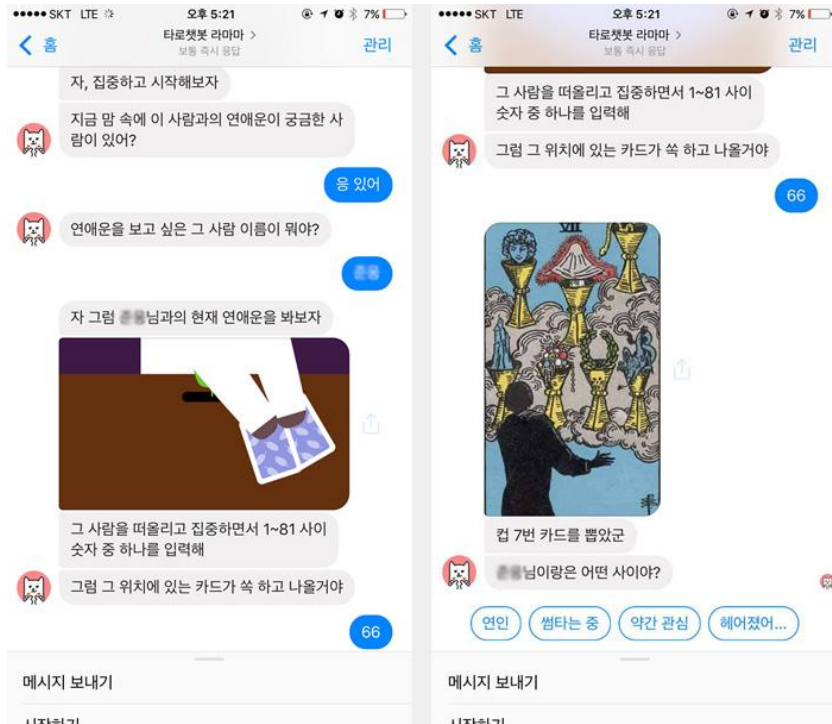 SKT LTE 오후 5:21 7%
홈 타로챗봇 라마마 > 관리
보통 즉시 응답
자, 집중하고 시작해보자
지금 맘 속에 이 사람과의 연애운이 궁금한 사
람이 있어?
응 있어
연애운을 보고 싶은 그 사람 이름이 뭐야?
자 그럼 님과의 현재 연애운을 봐보자
그 사람을 떠올리고 집중하면서 1~81 사이
숫자 중 하나를 입력해
그럼 그 위치에 있는 카드가 쏙 하고 나올거야
66
메시지 보내기
시작하기
SKT LTE 오후 5:21 7%
홈 타로챗봇 라마마 > 관리
보통 즉시 응답
그 사람을 떠올리고 집중하면서 1~81 사이
숫자 중 하나를 입력해
그럼 그 위치에 있는 카드가 쏙 하고 나올거야
66
VII
컵 7번 카드를 뽑았군
님이랑은 어떤 사이야?
연인 썸타는 중 약간 관심 헤어졌어...
메시지 보내기
시작하기